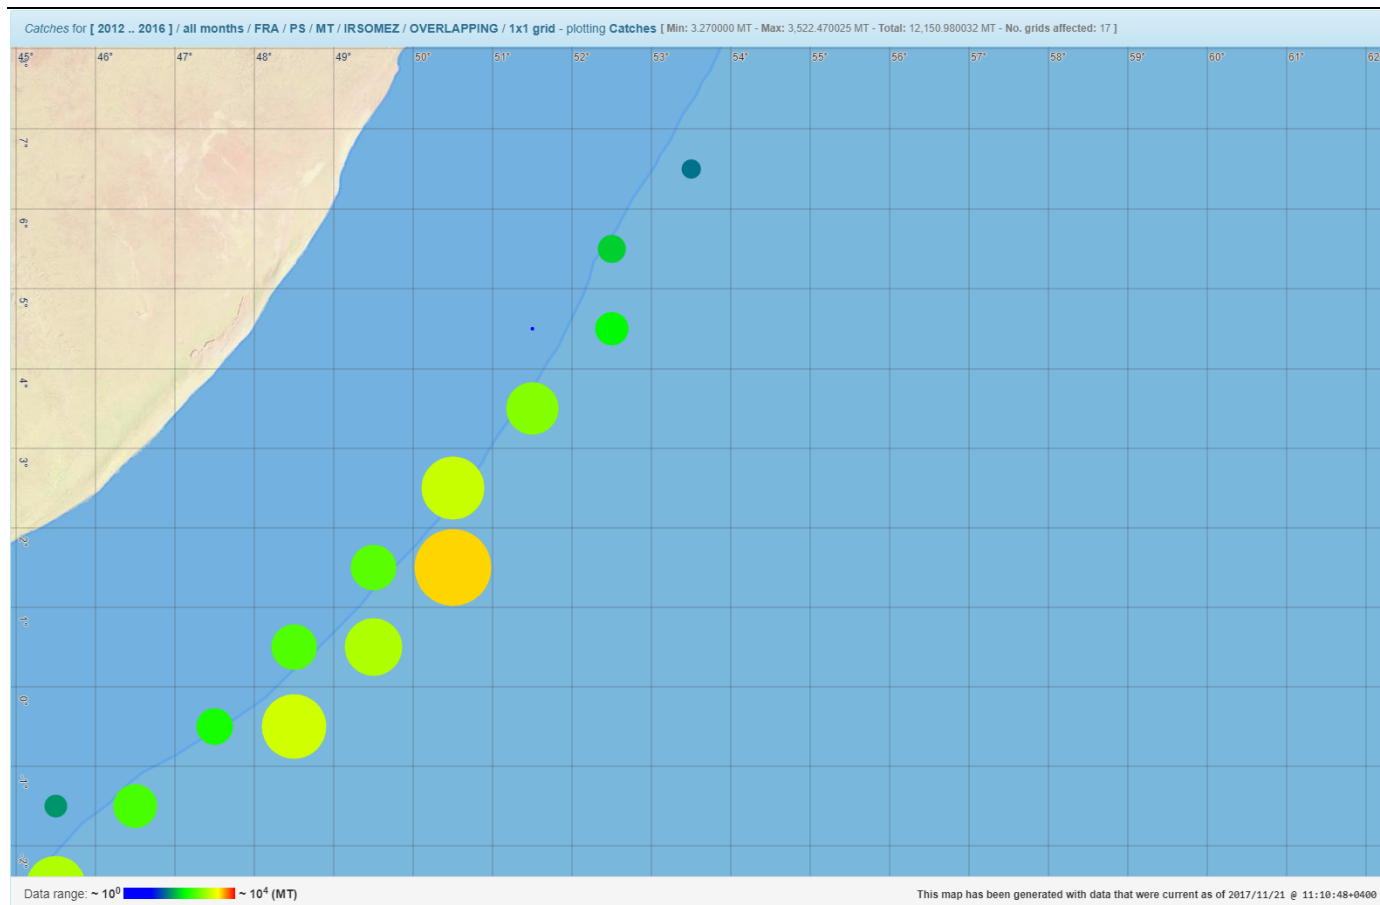 Catches for [ 2012 .. 2016 ] / all months / FRA / PS / MT / IRSOMEZ / OVERLAPPING / 1x1 grid - plotting Catches [ Min: 3.270000 MT - Max: 3,522.470025 MT - Total: 12,150.980032 MT - No. grids affected: 17 ]
45° 46° 47° 48° 49° 50° 51° 52° 53° 54° 55° 56° 57° 58° 59° 60° 61° 62
7°
6°
5°
4°
3°
2°
1°
0°
-1°
-2°
Data range: ~ 10⁰ ~ 10⁴ (MT)
This map has been generated with data that were current as of 2017/11/21 @ 11:10:48+0400